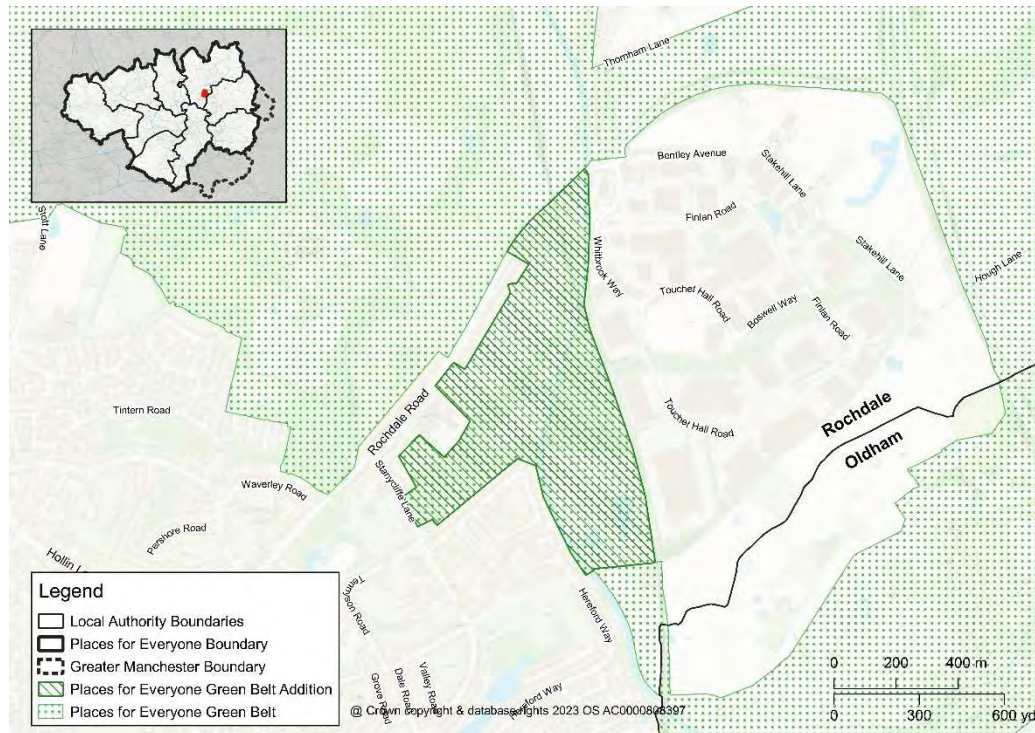 Thornham Lane
Bentley Avenue
Stakehill Lane
Finlan Road
Stott Lane
Whitbrook Way
Stakehill Lane
Hough Lane
Touchet Hall Road
Boswell Way
Finlan Road
Tintern Road
Rochdale Road
Touchet Hall Road
Rochdale
Oldham
Stanycliffe Lane
Waverley Road
Pershore Road
Hollin
Tennyson Road
Hereford Way
Legend
Local Authority Boundaries
Places for Everyone Boundary
Greater Manchester Boundary
Places for Everyone Green Belt Addition
Places for Everyone Green Belt
Grove Road
Dale Road
Valley Road
Hereford Way
0 200 400 m
0 300 600 yd
@ Crown copyright & database rights 2023 OS AC0000808397